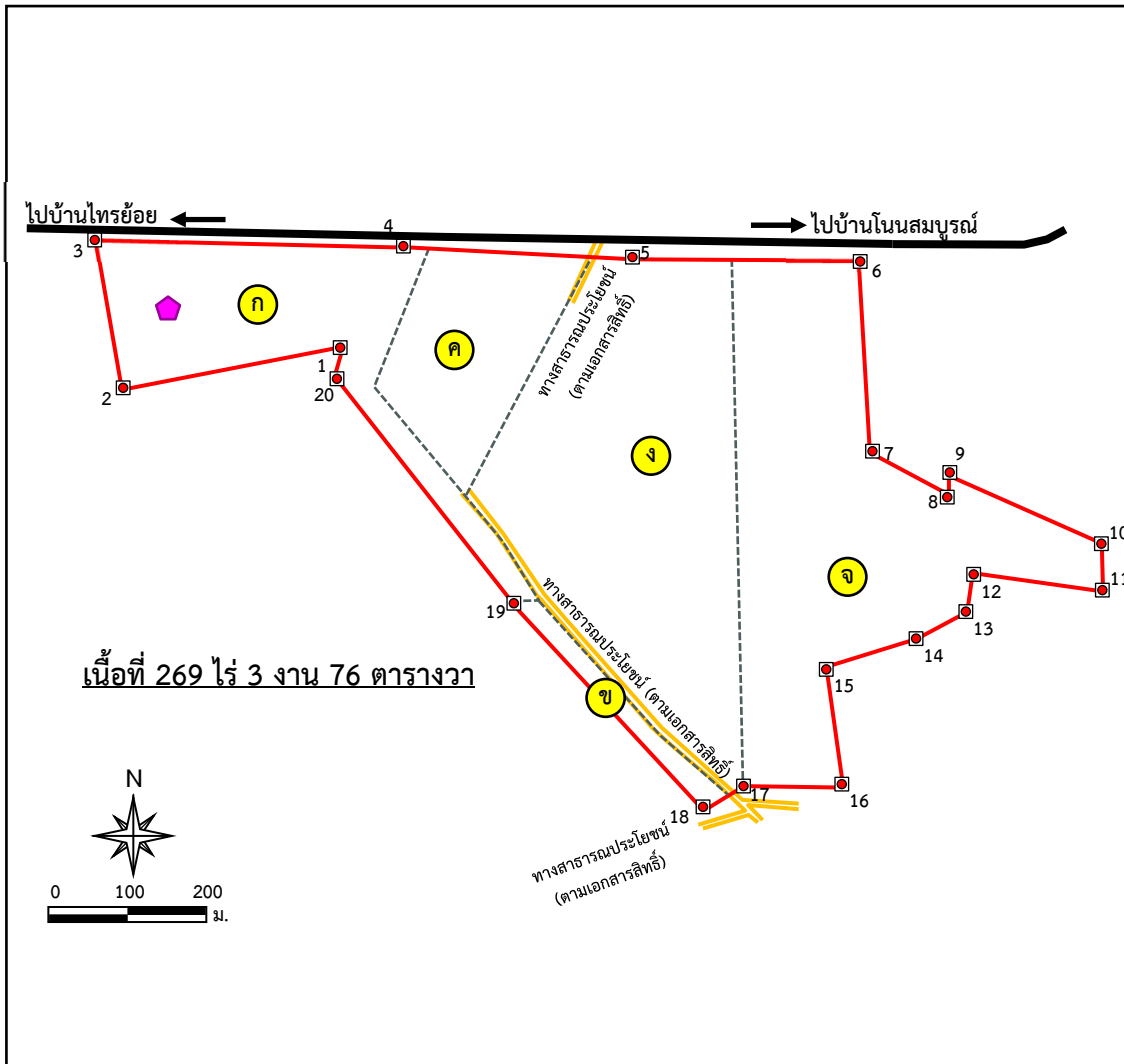 ไปบ้านไทรย้อย
ไปบ้านโนนสมบูรณ์
3
4
5
6
ก
ค
ทางสาธารณประโยชน์
(ตามเอกสารสิทธิ์)
1
2
20
ง
7
9
8
10
11
12
จ
13
14
15
19
ทางสาธารณประโยชน์ (ตามเอกสารสิทธิ์)
เนื้อที่ 269 ไร่ 3 งาน 76 ตารางวา
ข
16
17
18
ทางสาธารณประโยชน์
(ตามเอกสารสิทธิ์)
N
0 100 200
ม.